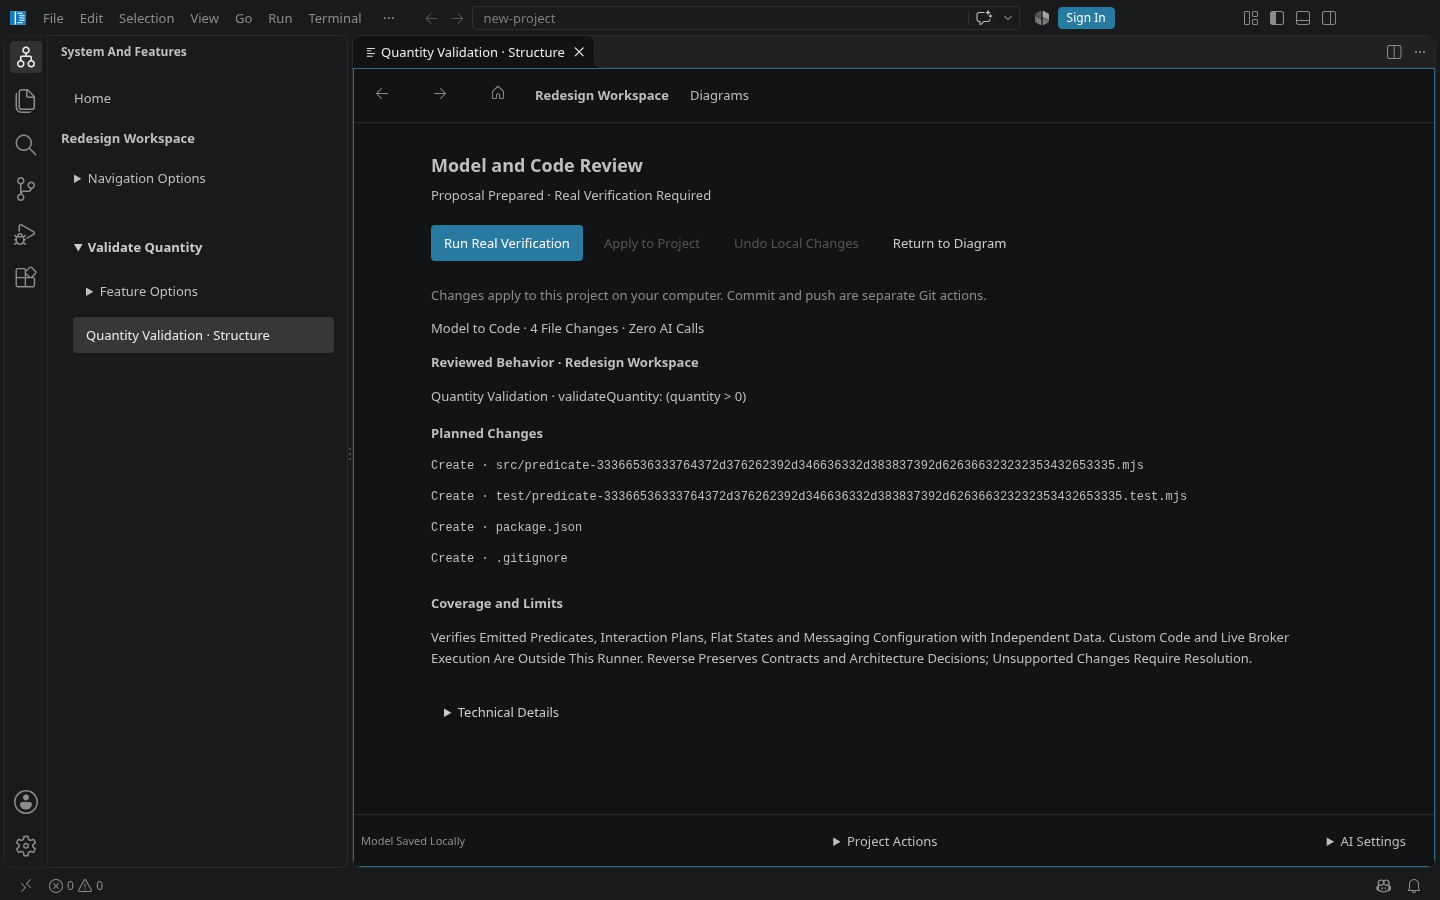 File Edit Selection View Go Run Terminal ···
new-project
Sign In
System And Features
Home
Redesign Workspace
Navigation Options
Validate Quantity
Feature Options
Quantity Validation · Structure
Quantity Validation · Structure
Redesign Workspace Diagrams
Model and Code Review
Proposal Prepared · Real Verification Required
Run Real Verification Apply to Project Undo Local Changes Return to Diagram
Changes apply to this project on your computer. Commit and push are separate Git actions.
Model to Code · 4 File Changes · Zero AI Calls
Reviewed Behavior · Redesign Workspace
Quantity Validation · validateQuantity: (quantity > 0)
Planned Changes
Create · src/predicate-33366536333764372d376262392d346636332d383837392d626366323232353432653335.mjs
Create · test/predicate-33366536333764372d376262392d346636332d383837392d626366323232353432653335.test.mjs
Create · package.json
Create · .gitignore
Coverage and Limits
Verifies Emitted Predicates, Interaction Plans, Flat States and Messaging Configuration with Independent Data. Custom Code and Live Broker
Execution Are Outside This Runner. Reverse Preserves Contracts and Architecture Decisions; Unsupported Changes Require Resolution.
Technical Details
Model Saved Locally
Project Actions
AI Settings
0 0